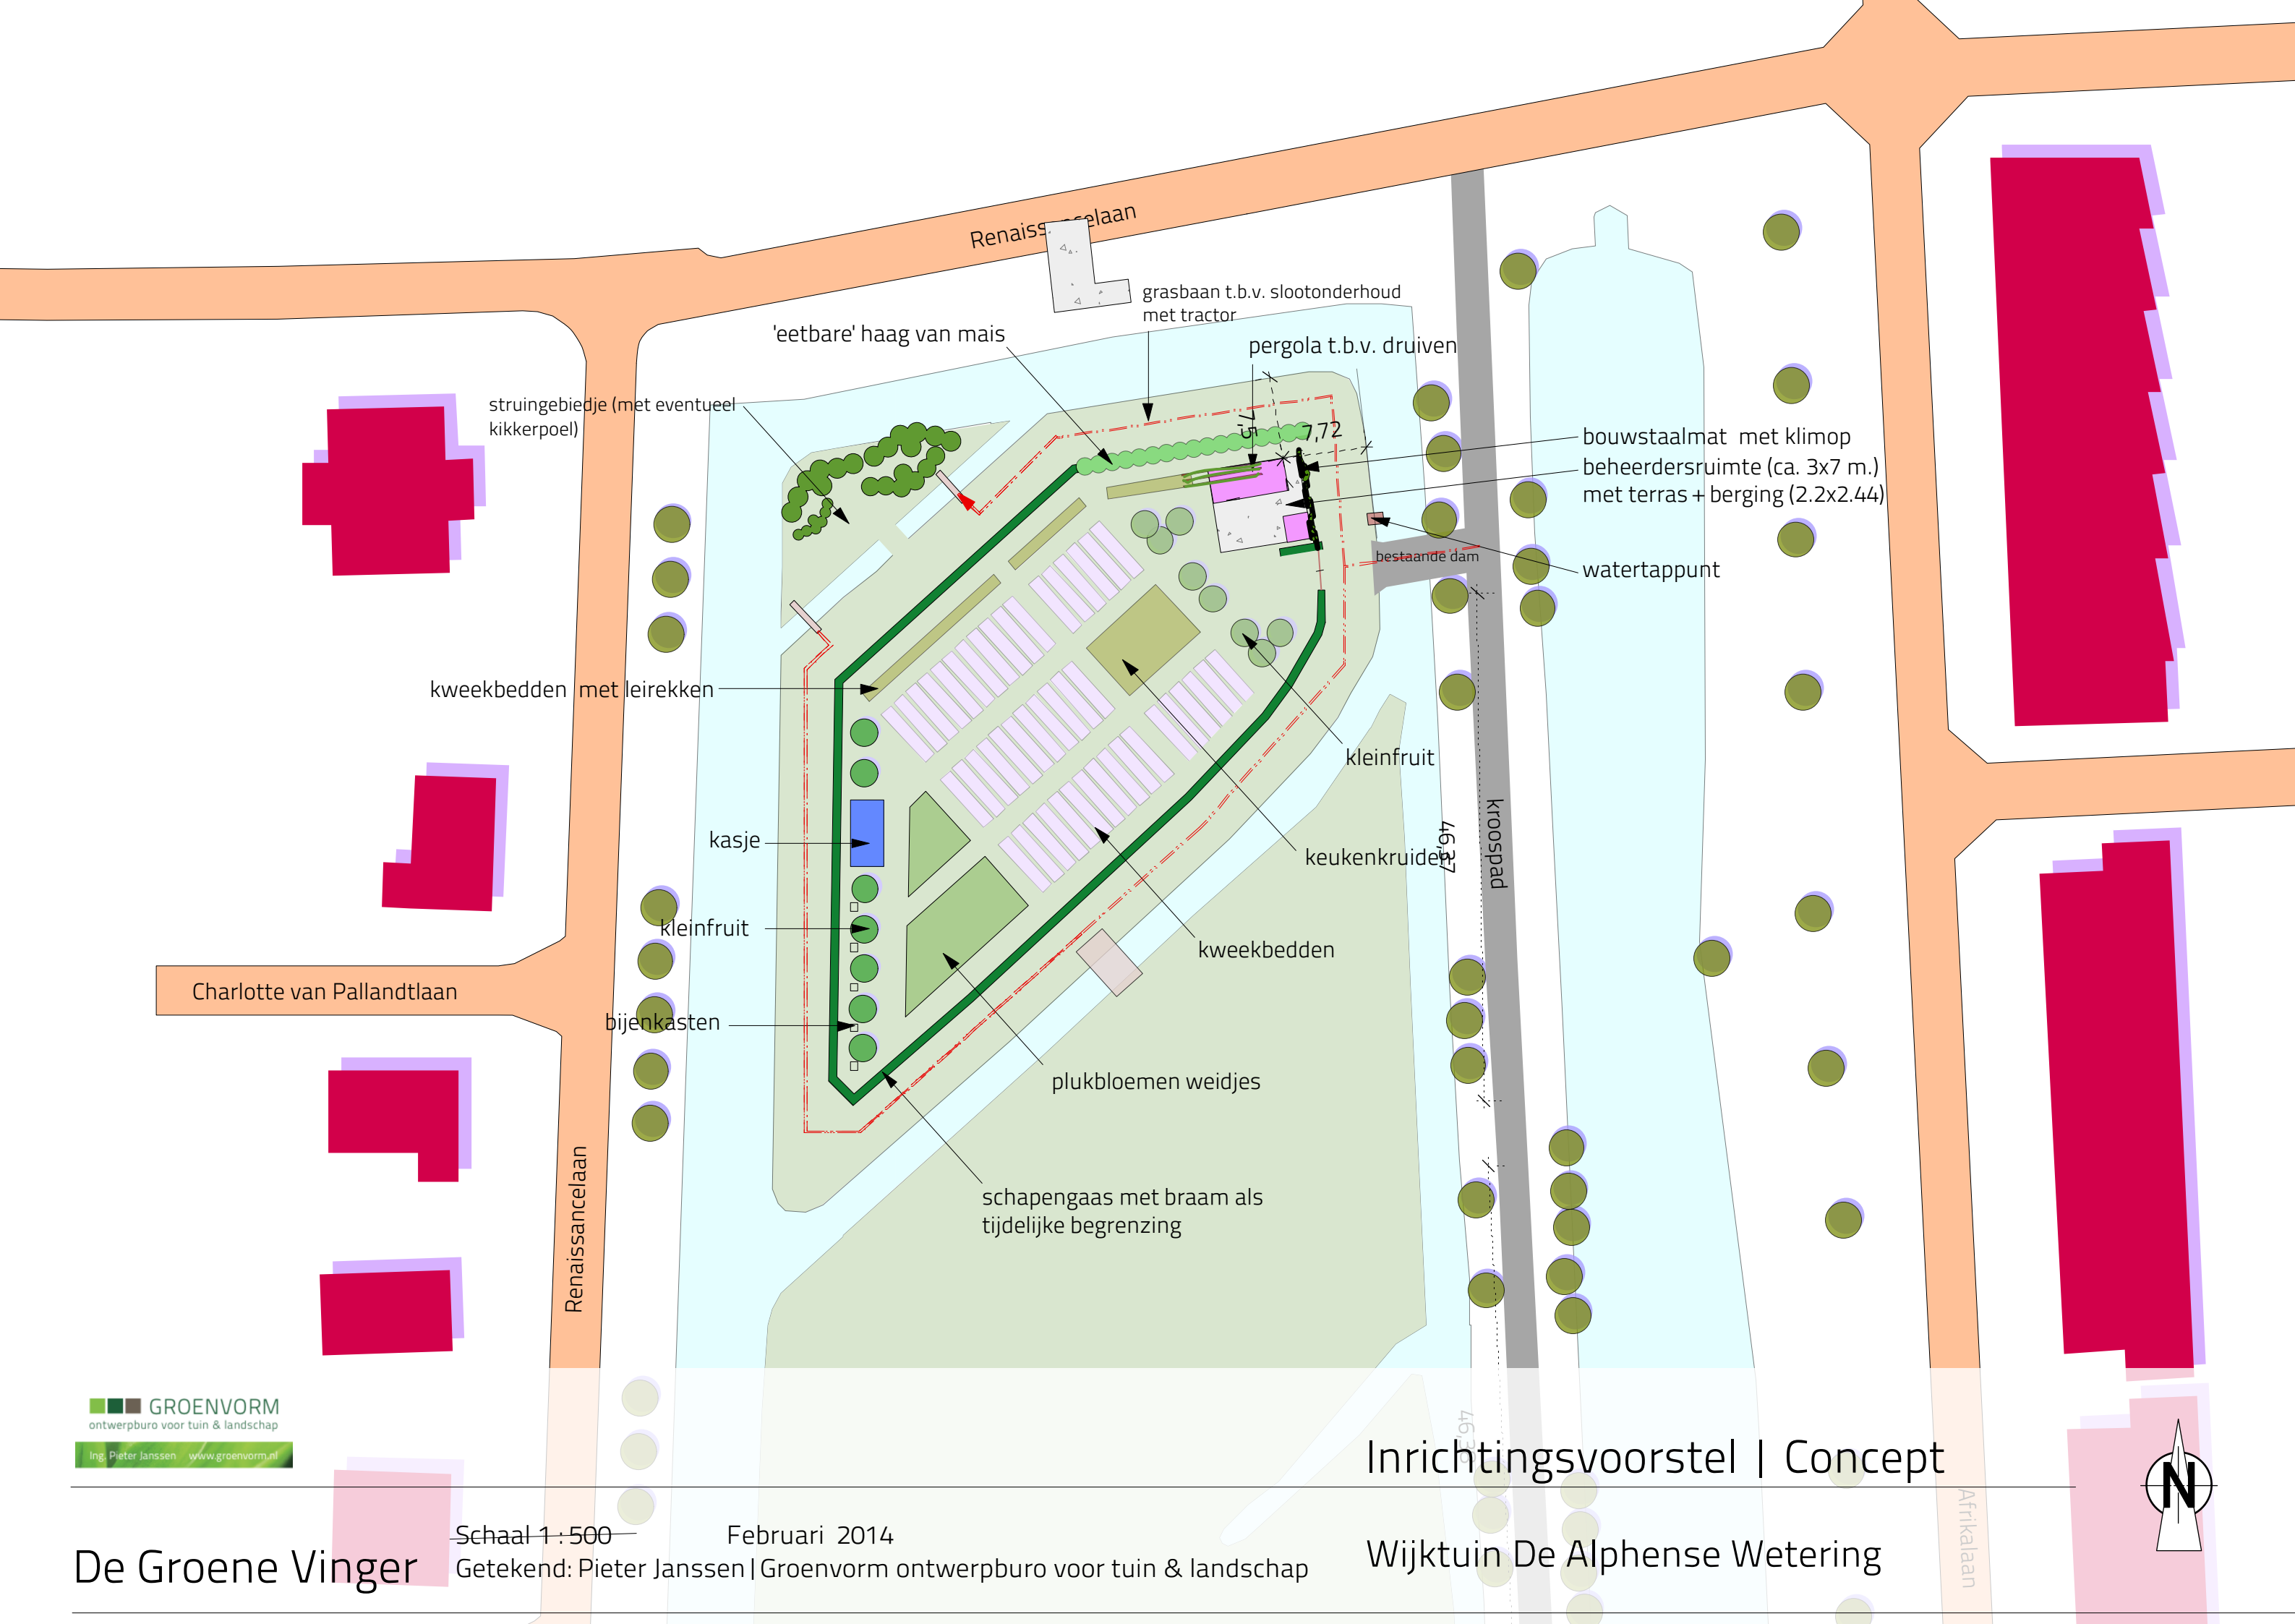 Renaissancelaan
grasbaan t.b.v. slootonderhoud
met tractor
'eetbare' haag van mais
pergola t.b.v. druiven
struingebiedje (met eventueel
kikkerpoel)
7,5
7,72
bouwstaalmat met klimop
beheerdersruimte (ca. 3x7 m.)
met terras + berging (2.2x2.44)
bestaande dam
watertappunt
kweekbedden met leirekken
kleinfruit
kasje
keukenkruiden
46,37
kroospad
kleinfruit
kweekbedden
Charlotte van Pallandtlaan
bijenkasten
plukbloemen weidjes
schapengaas met braam als
tijdelijke begrenzing
Renaissancelaan
GROENVORM
ontwerpburo voor tuin & landschap
Ing. Pieter Janssen www.groenvorm.nl
Inrichtingsvoorstel | Concept
N
Afrikalaan
Schaal 1 : 500 Februari 2014
De Groene Vinger
Getekend: Pieter Janssen | Groenvorm ontwerpburo voor tuin & landschap
Wijktuin De Alphense Wetering